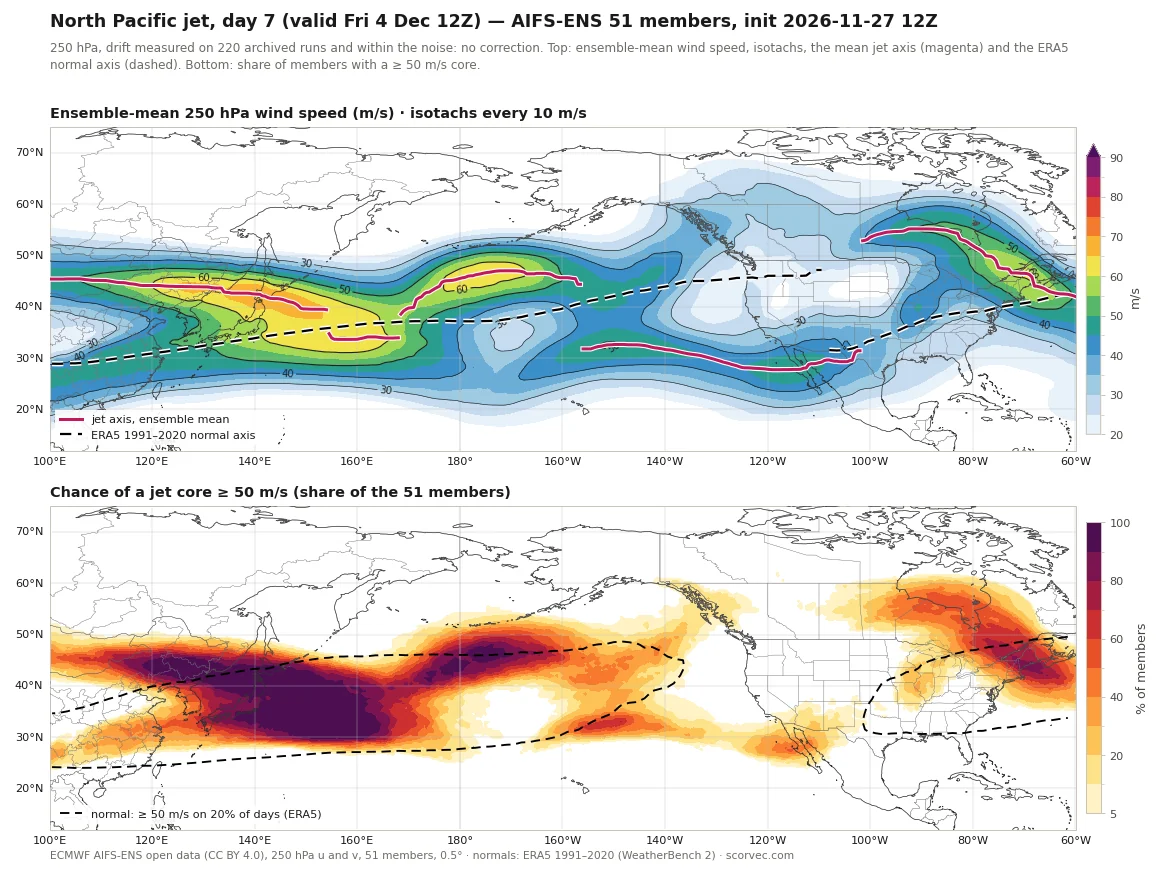 North Pacific jet, day 7 (valid Fri 4 Dec 12Z) — AIFS-ENS 51 members, init 2026-11-27 12Z
250 hPa, drift measured on 220 archived runs and within the noise: no correction. Top: ensemble-mean wind speed, isotachs, the mean jet axis (magenta) and the ERA5
normal axis (dashed). Bottom: share of members with a ≥ 50 m/s core.
Ensemble-mean 250 hPa wind speed (m/s) · isotachs every 10 m/s
70°N
60°N
50°N
40°N
30°N
20°N
30
60
50
60
50
40
30
40
30
40
30
jet axis, ensemble mean
ERA5 1991–2020 normal axis
100°E 120°E 140°E 160°E 180° 160°W 140°W 120°W 100°W 80°W 60°W
90
80
70
60
50
40
30
20
m/s
Chance of a jet core ≥ 50 m/s (share of the 51 members)
70°N
60°N
50°N
40°N
30°N
20°N
normal: ≥ 50 m/s on 20% of days (ERA5)
100°E 120°E 140°E 160°E 180° 160°W 140°W 120°W 100°W 80°W 60°W
100
80
60
40
20
5
% of members
ECMWF AIFS-ENS open data (CC BY 4.0), 250 hPa u and v, 51 members, 0.5° · normals: ERA5 1991–2020 (WeatherBench 2) · scorvec.com